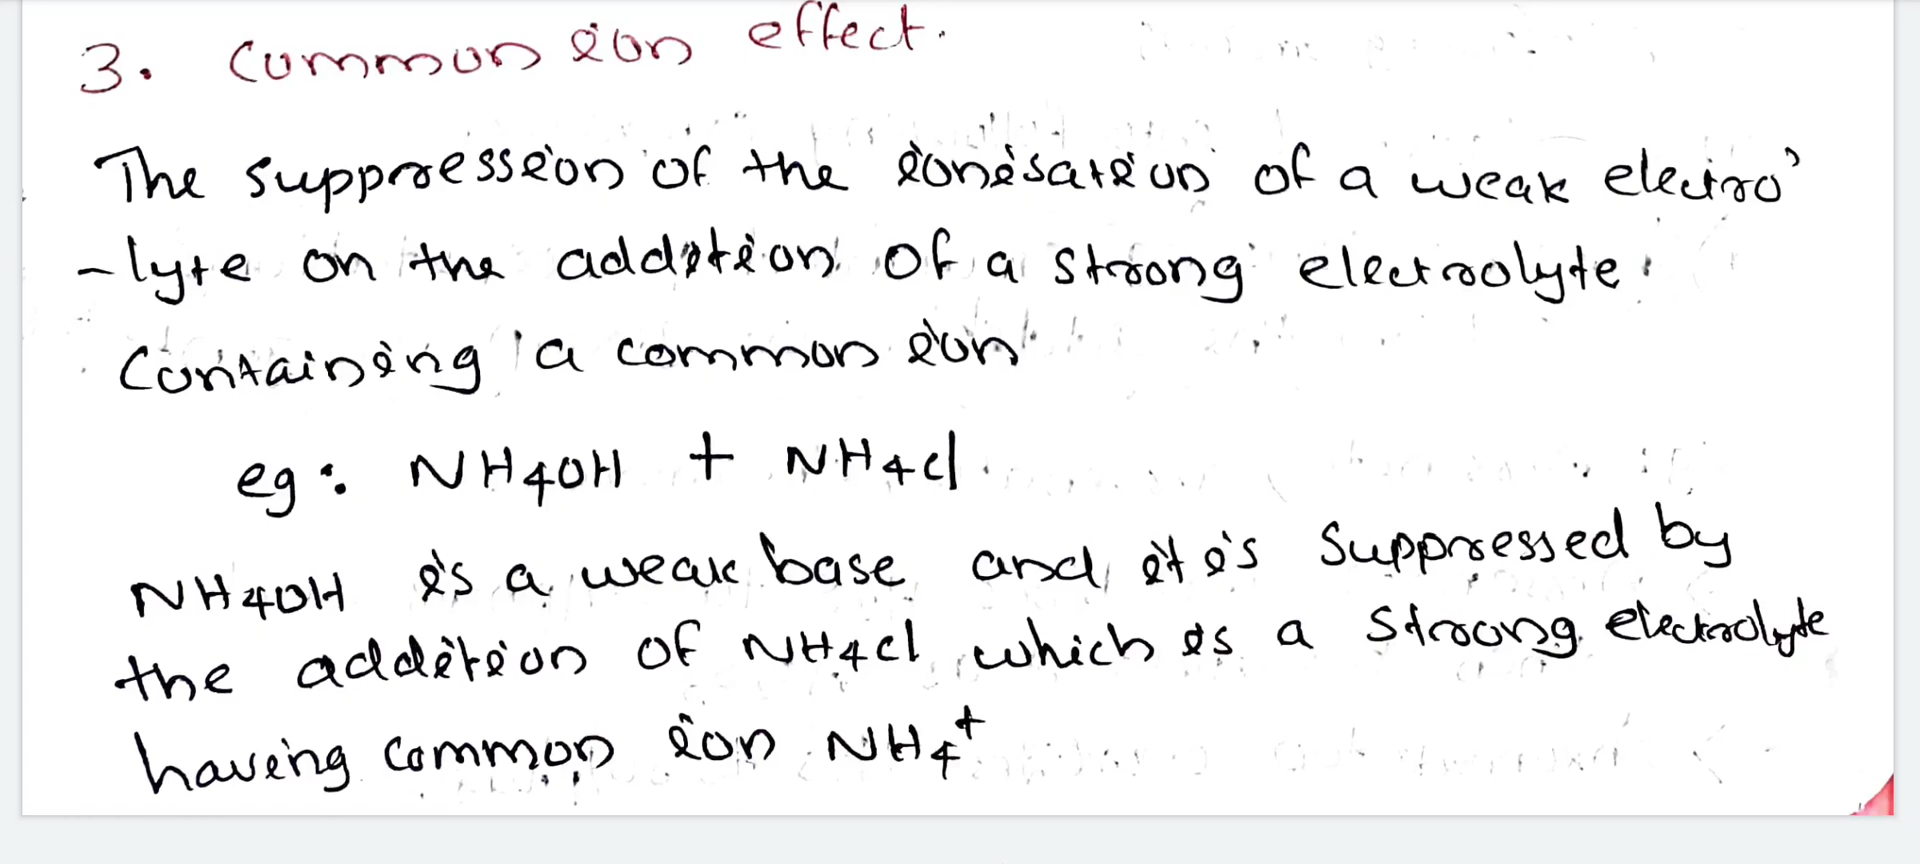 3. Common ion effect.
The suppression of the ionisation of a weak electro
-lyte on the addition of a strong electrolyte
Containing a common ion
eg: NH4OH + NH4Cl.
NH4OH is a weak base and it is suppressed by
the addition of NH4Cl which is a strong electrolyte
having common ion NH4+